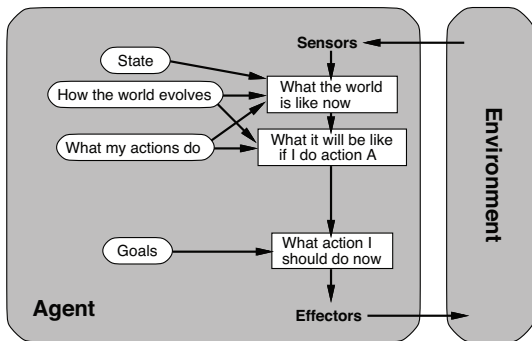 Sensors
State
What the world
is like now
How the world evolves
What my actions do
What it will be like
if I do action A
Goals
What action I
should do now
Agent
Effectors
Environment